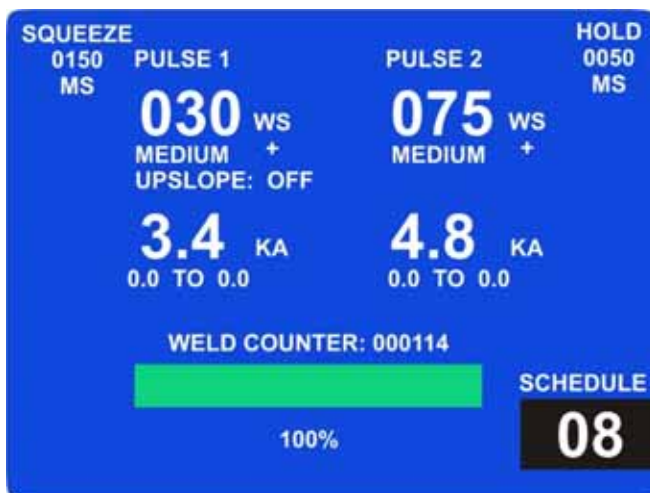 SQUEEZE
0150
MS
HOLD
0050
MS
PULSE 1
030 WS
MEDIUM +
UPSLOPE: OFF
3.4 KA
0.0 TO 0.0
PULSE 2
075 WS
MEDIUM +
4.8 KA
0.0 TO 0.0
WELD COUNTER: 000114
100%
SCHEDULE
08